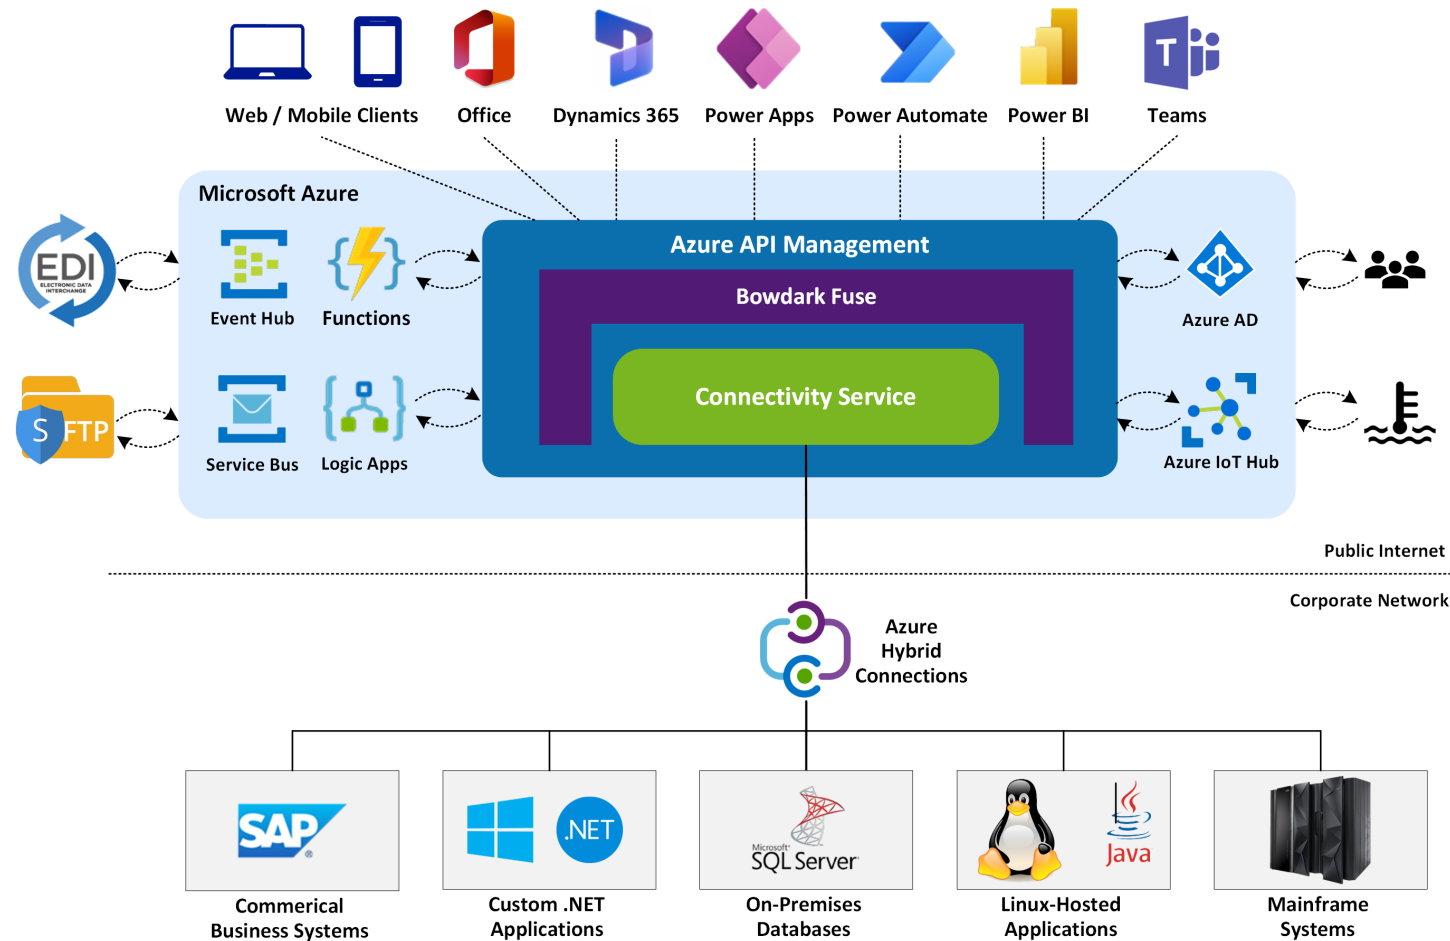 Web / Mobile Clients
Office
Dynamics 365
Power Apps
Power Automate
Power BI
Teams
Microsoft Azure
EDI
ELECTRONIC DATA
INTERCHANGE
Event Hub
Functions
Azure API Management
Bowdark Fuse
Connectivity Service
Azure AD
S FTP
Service Bus
Logic Apps
Azure IoT Hub
Public Internet
Corporate Network
Azure
Hybrid
Connections
SAP ®
.NET
Microsoft®
SQL Server
Java
Commerical
Business Systems
Custom .NET
Applications
On-Premises
Databases
Linux-Hosted
Applications
Mainframe
Systems